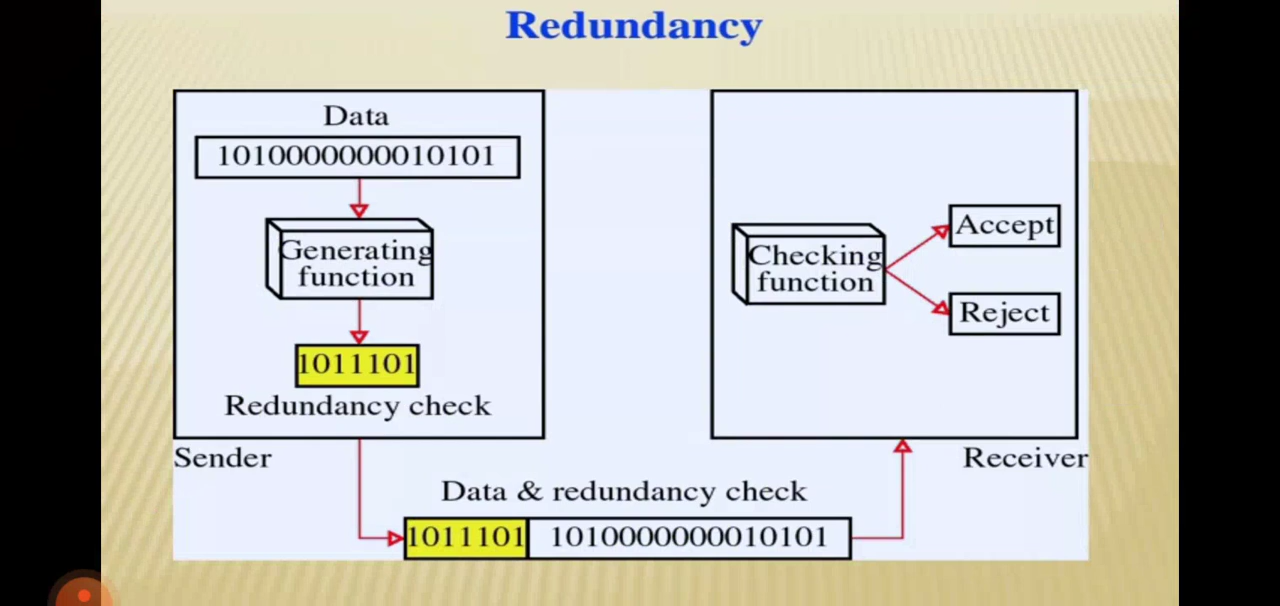 Redundancy
Data
1010000000010101
Generating
function
1011101
Redundancy check
Sender
Checking
function
Accept
Reject
Receiver
Data & redundancy check
1011101 1010000000010101